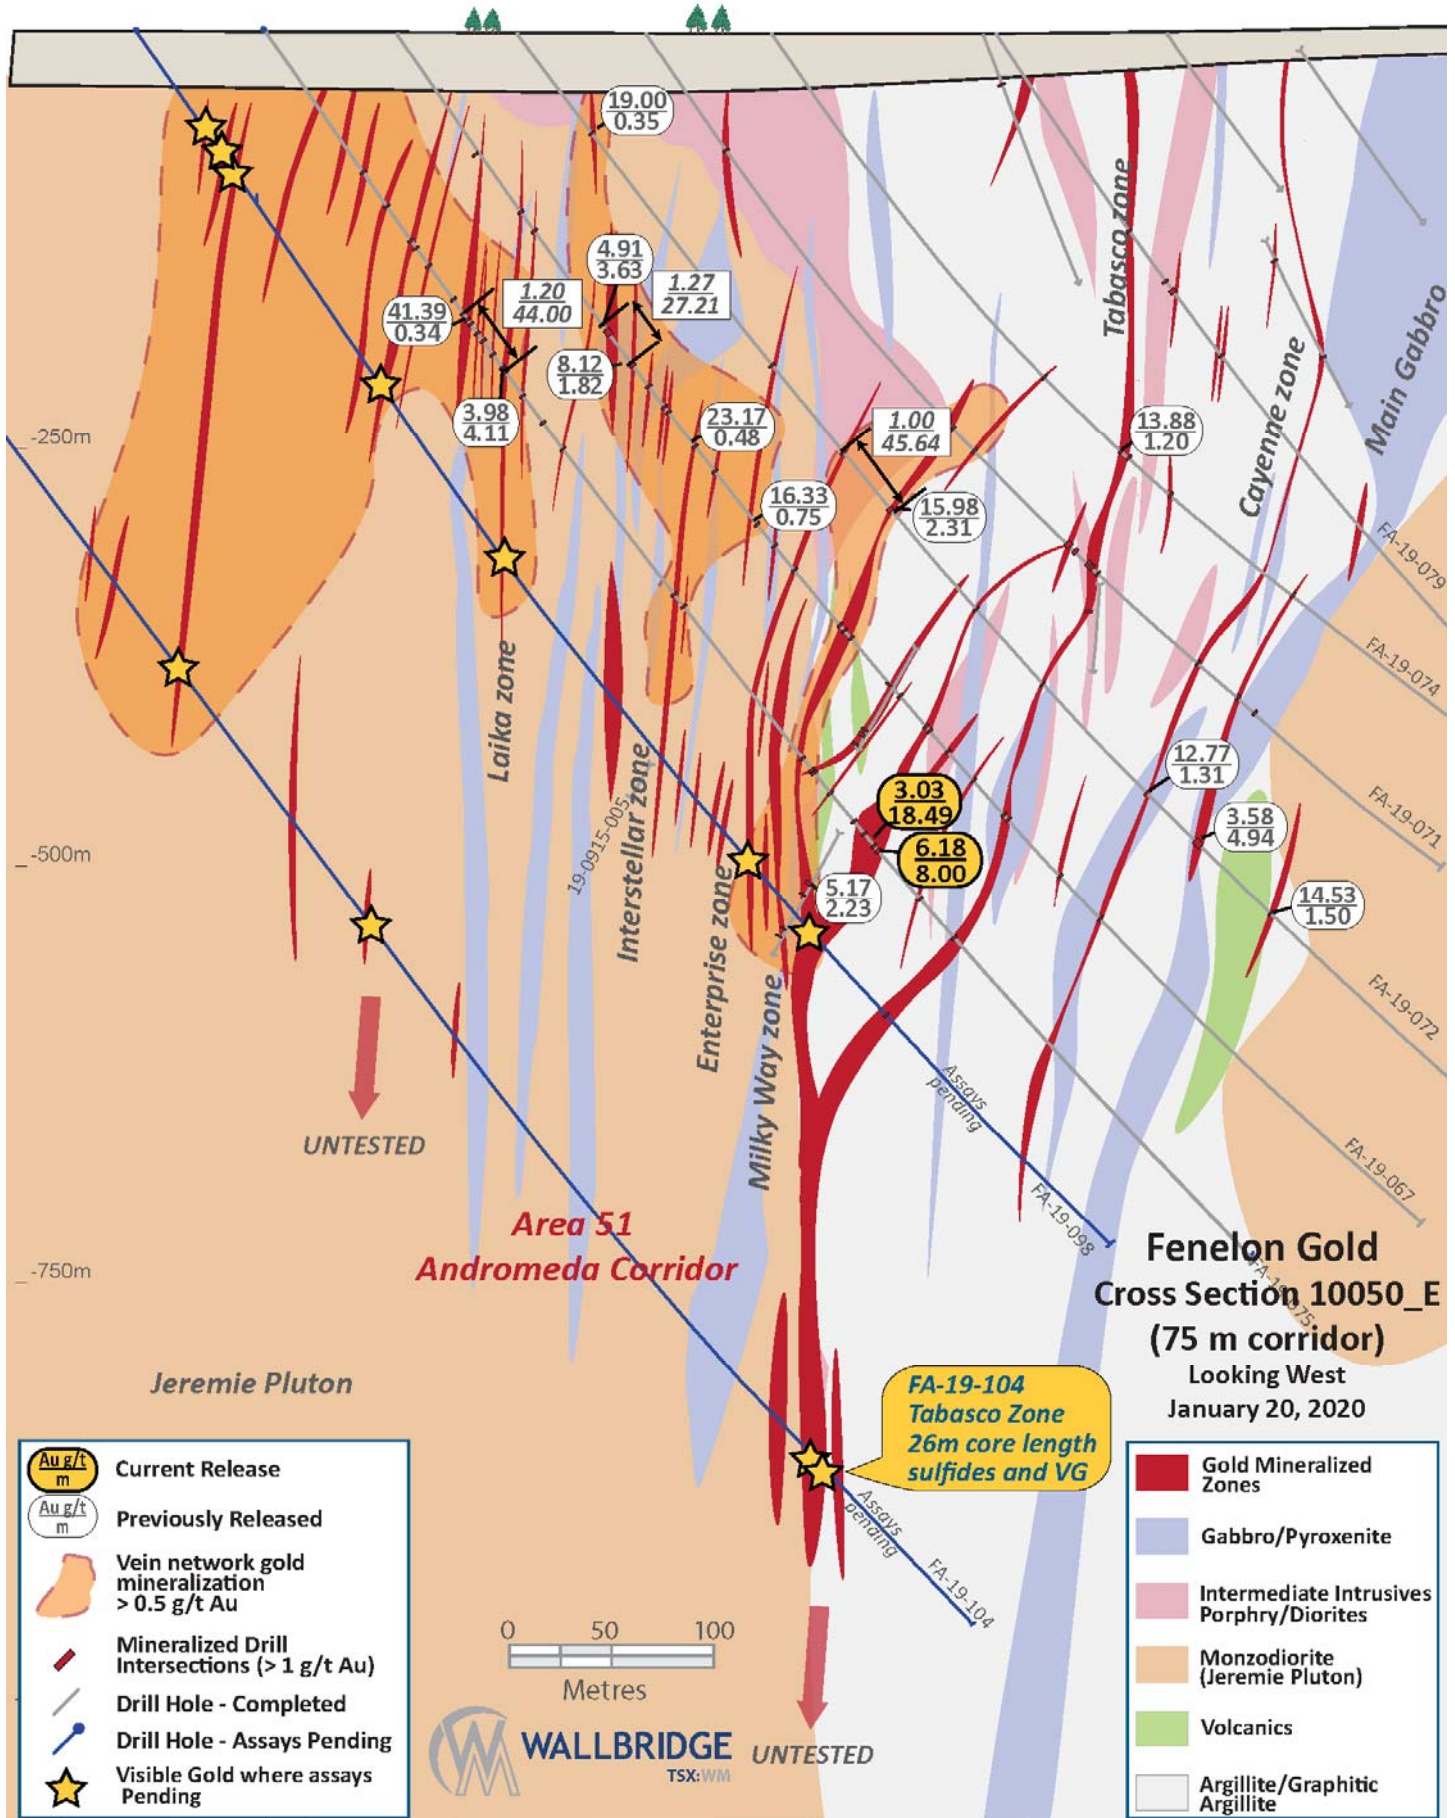 19.00
0.35
4.91
3.63
1.27
27.21
1.20
44.00
41.39
0.34
8.12
1.82
3.98
4.11
23.17
0.48
1.00
45.64
13.88
1.20
16.33
0.75
15.98
2.31
Tabasco zone
Cayenne zone
Main Gabbro
-250m
FA-19-079
FA-19-074
FA-19-071
FA-19-072
FA-19-067
FA-19-075
FA-19-098
Laika zone
19-0915-005
Interstellar zone
Enterprise zone
Milky Way zone
12.77
1.31
3.03
18.49
6.18
8.00
3.58
4.94
5.17
2.23
14.53
1.50
-500m
Assays
pending
UNTESTED
Area 51
Andromeda Corridor
-750m
Fenelon Gold
Cross Section 10050_E
(75 m corridor)
Looking West
January 20, 2020
Jeremie Pluton
FA-19-104
Tabasco Zone
26m core length
sulfides and VG
Assays
pending
FA-19-104
Au g/t
m
Current Release
Au g/t
m
Previously Released
Vein network gold
mineralization
> 0.5 g/t Au
Mineralized Drill
Intersections (> 1 g/t Au)
Drill Hole - Completed
Drill Hole - Assays Pending
Visible Gold where assays
Pending
0 50 100
Metres
WALLBRIDGE
TSX:WM
UNTESTED
Gold Mineralized
Zones
Gabbro/Pyroxenite
Intermediate Intrusives
Porphry/Diorites
Monzodiorite
(Jeremie Pluton)
Volcanics
Argillite/Graphitic
Argillite